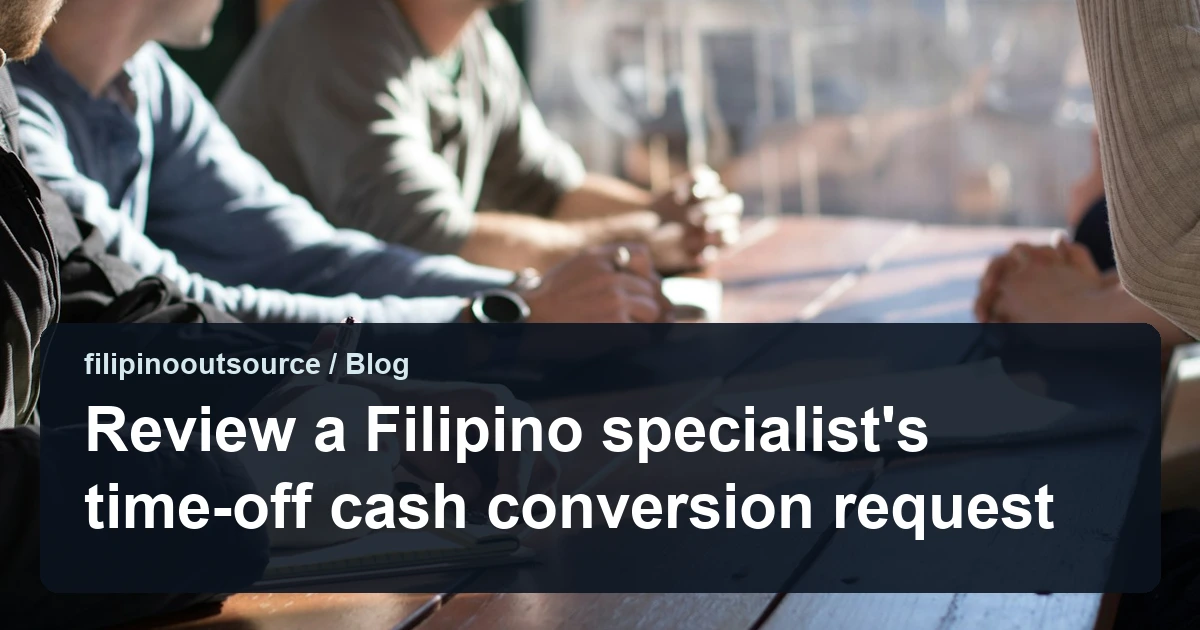 filipinooutsource / Blog
Review a Filipino specialist's
time-off cash conversion request